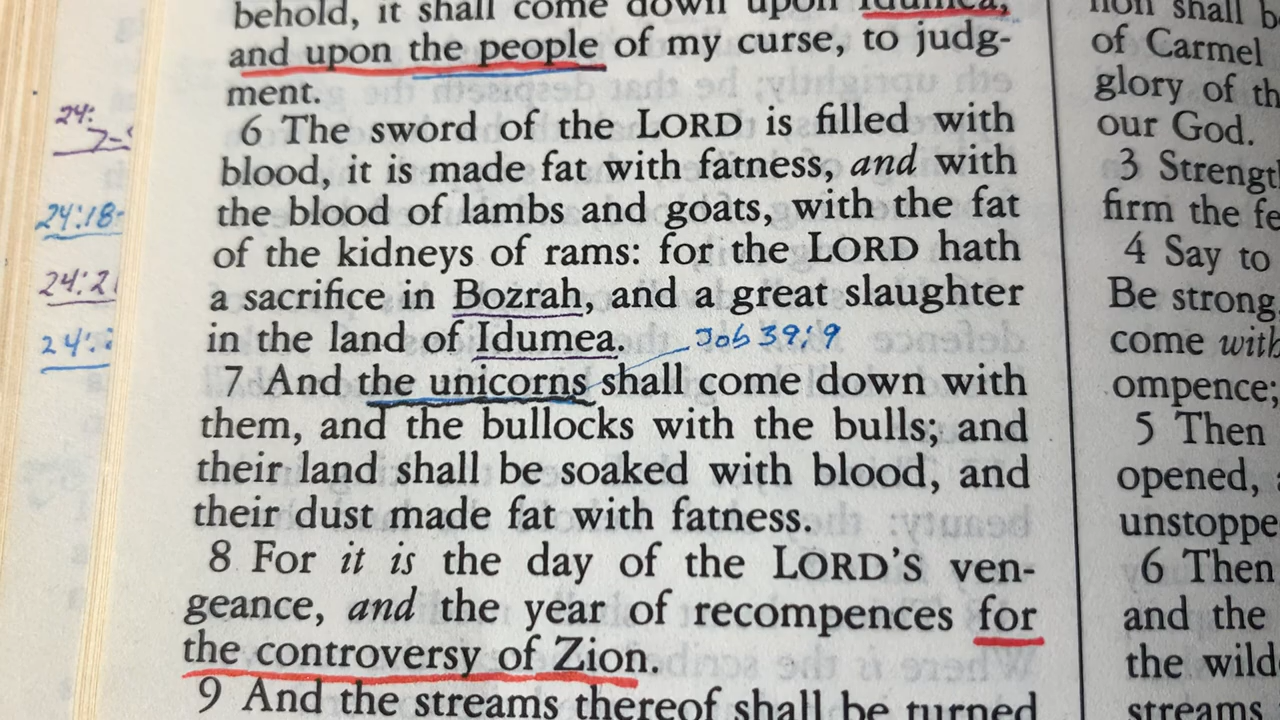 behold, it shall come down upon Idumea,
and upon the people of my curse, to judg-
ment.
6 The sword of the LORD is filled with
blood, it is made fat with fatness, and with
the blood of lambs and goats, with the fat
of the kidneys of rams: for the LORD hath
a sacrifice in Bozrah, and a great slaughter
in the land of Idumea.
Job 39:9
7 And the unicorns shall come down with
them, and the bullocks with the bulls; and
their land shall be soaked with blood, and
their dust made fat with fatness.
8 For it is the day of the LORD'S ven-
geance, and the year of recompences for
the controversy of Zion.
9 And the streams thereof shall be turned
24:
24:18-
24:21
24:
shall
of Carmel
glory of
our God.
3
firm the
4 Say to
Be strong
come with
ompence;
5 Then
opened,
6 Then
and the
the wild
streams